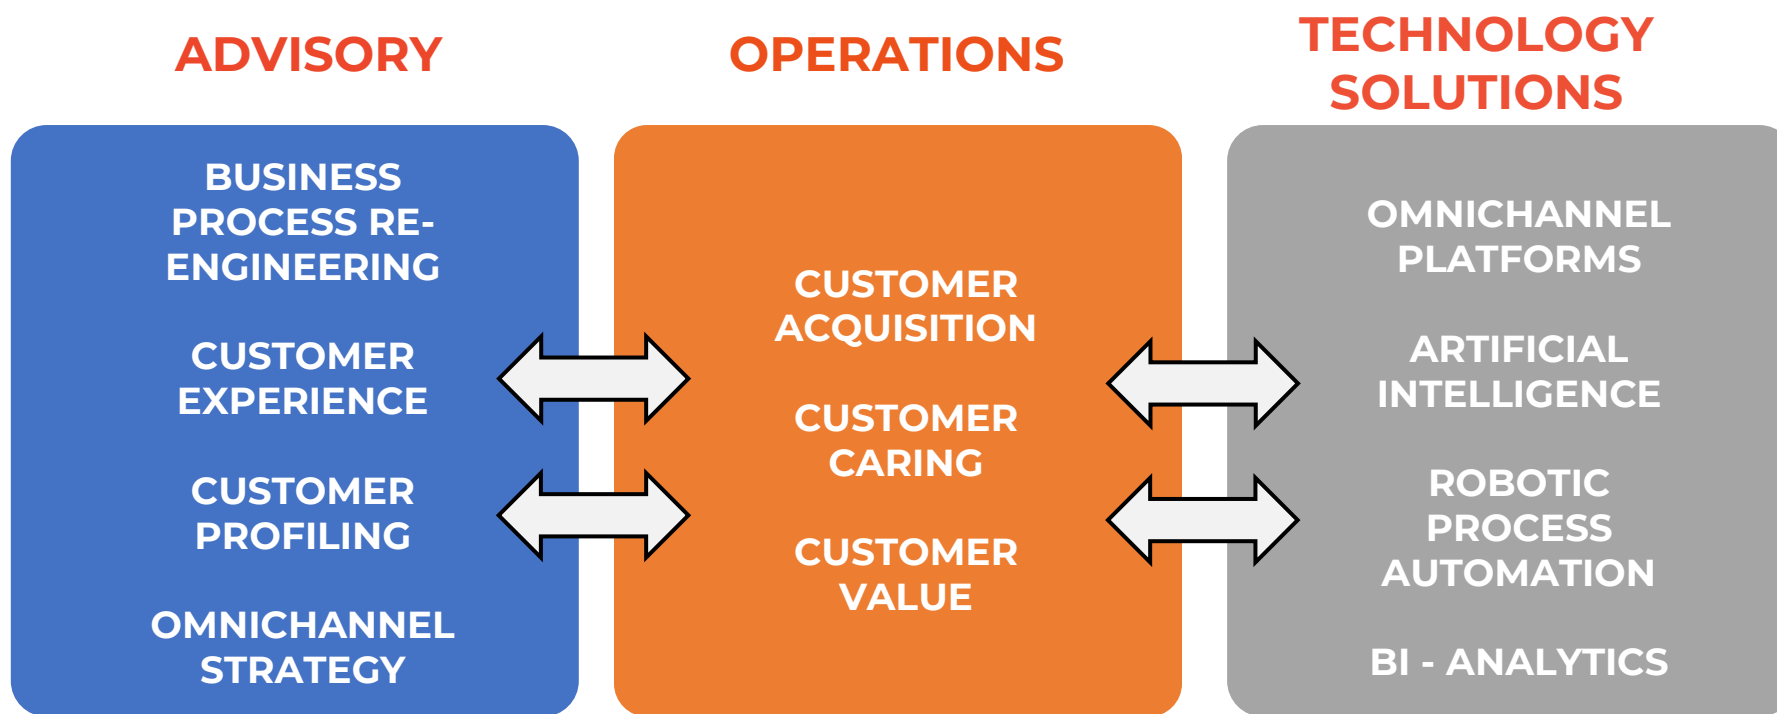 ADVISORY
BUSINESS
PROCESS RE-
ENGINEERING
CUSTOMER
EXPERIENCE
CUSTOMER
PROFILING
OMNICHANNEL
STRATEGY
OPERATIONS
CUSTOMER
ACQUISITION
CUSTOMER
CARING
CUSTOMER
VALUE
TECHNOLOGY
SOLUTIONS
OMNICHANNEL
PLATFORMS
ARTIFICIAL
INTELLIGENCE
ROBOTIC
PROCESS
AUTOMATION
BI - ANALYTICS